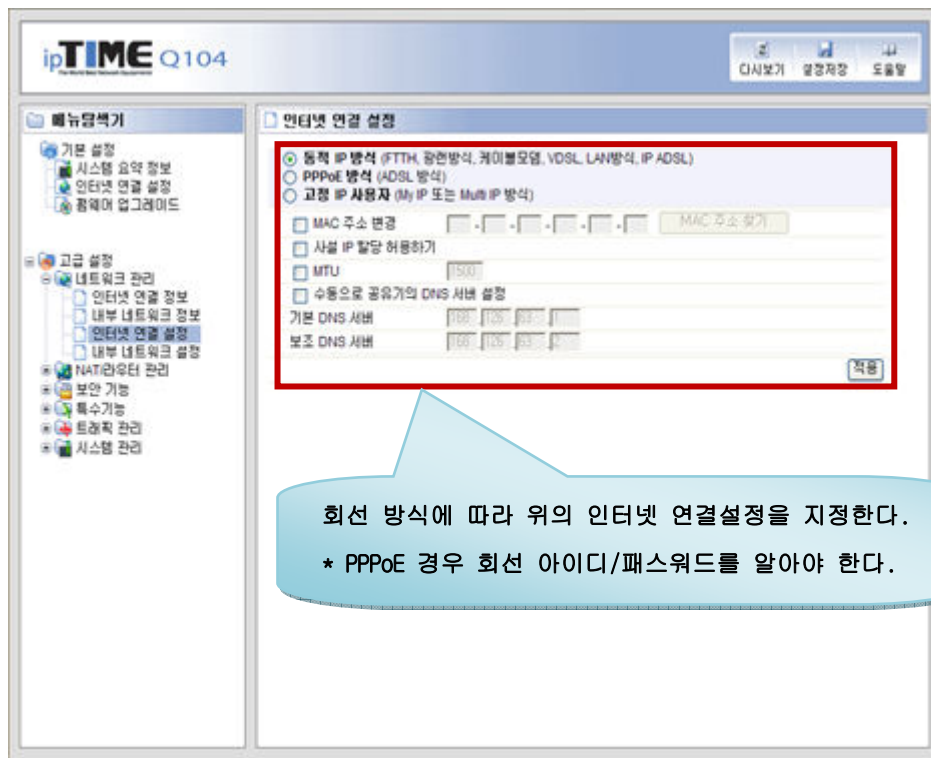 ipTIME Q104
다시보기 설정저장 도움말
메뉴탐색기
기본 설정
시스템 요약 정보
인터넷 연결 설정
펌웨어 업그레이드
고급 설정
네트워크 관리
인터넷 연결 정보
내부 네트워크 정보
인터넷 연결 설정
내부 네트워크 설정
NAT/라우터 관리
보안 기능
특수기능
트래픽 관리
시스템 관리
인터넷 연결 설정
동적 IP 방식 (FTTH, 광랜방식, 케이블모뎀, VDSL, LAN방식, IP ADSL)
PPPoE 방식 (ADSL 방식)
고정 IP 사용자 (My IP 또는 Multi IP 방식)
MAC 주소 변경 - - - - - MAC 주소 찾기
사설 IP 할당 허용하기
MTU 1500
수동으로 공유기의 DNS 서버 설정
기본 DNS 서버 168 126 63 1
보조 DNS 서버 168 126 63 2
적용
회선 방식에 따라 위의 인터넷 연결설정을 지정한다.
* PPPoE 경우 회선 아이디/패스워드를 알아야 한다.